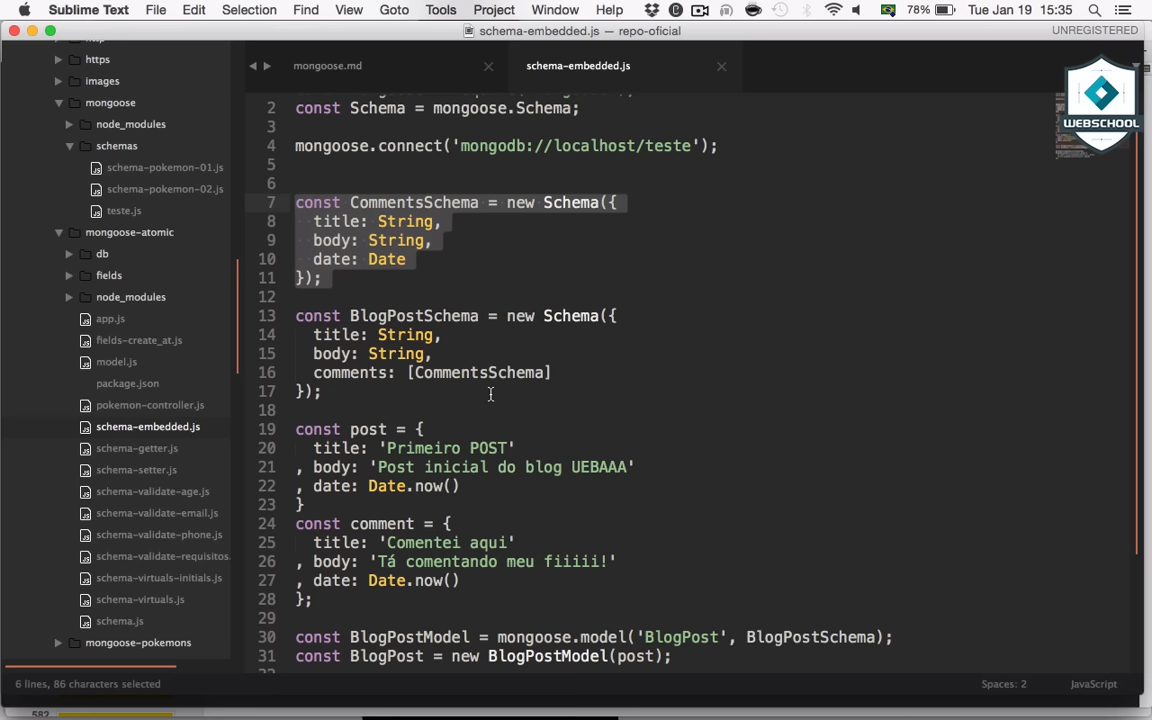 Sublime Text File Edit Selection Find View Goto Tools Project Window Help 78% Tue Jan 19 15:35
schema-embedded.js — repo-oficial UNREGISTERED
mongoose.md schema-embedded.js
WEBSCHOOL
https
images
mongoose
node_modules
schemas
schema-pokemon-01.js
schema-pokemon-02.js
teste.js
mongoose-atomic
db
fields
node_modules
app.js
fields-create_at.js
model.js
package.json
pokemon-controller.js
schema-embedded.js
schema-getter.js
schema-setter.js
schema-validate-age.js
schema-validate-email.js
schema-validate-phone.js
schema-validate-requisitos.
schema-virtuals-initials.js
schema-virtuals.js
schema.js
mongoose-pokemons
2 const Schema = mongoose.Schema;
3
4 mongoose.connect('mongodb://localhost/teste');
5
6
7 const CommentsSchema = new Schema({
8 title: String,
9 body: String,
10 date: Date
11 });
12
13 const BlogPostSchema = new Schema({
14 title: String,
15 body: String,
16 comments: [CommentsSchema]
17 });
18
19 const post = {
20 title: 'Primeiro POST'
21 , body: 'Post inicial do blog UEBAAA'
22 , date: Date.now()
23 }
24 const comment = {
25 title: 'Comentei aqui'
26 , body: 'Tá comentando meu fiiiii!'
27 , date: Date.now()
28 };
29
30 const BlogPostModel = mongoose.model('BlogPost', BlogPostSchema);
31 const BlogPost = new BlogPostModel(post);
6 lines, 86 characters selected Spaces: 2 JavaScript
582